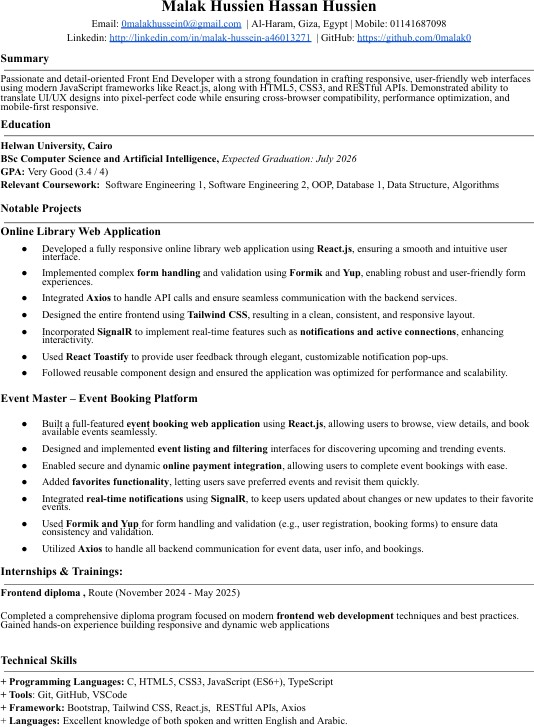 Malak Hussien Hassan Hussien
Email: 0malakhussein0@gmail.com | Al-Haram, Giza, Egypt | Mobile: 01141687098
Linkedin: http://linkedin.com/in/malak-hussein-a46013271 | GitHub: https://github.com/0malak0
Summary
Passionate and detail-oriented Front End Developer with a strong foundation in crafting responsive, user-friendly web interfaces
using modern JavaScript frameworks like React.js, along with HTML5, CSS3, and RESTful APIs. Demonstrated ability to
translate UI/UX designs into pixel-perfect code while ensuring cross-browser compatibility, performance optimization, and
mobile-first responsive.
Education
Helwan University, Cairo
BSc Computer Science and Artificial Intelligence, Expected Graduation: July 2026
GPA: Very Good (3.4 / 4)
Relevant Coursework: Software Engineering 1, Software Engineering 2, OOP, Database 1, Data Structure, Algorithms
Notable Projects
Online Library Web Application
● Developed a fully responsive online library web application using React.js, ensuring a smooth and intuitive user
interface.
● Implemented complex form handling and validation using Formik and Yup, enabling robust and user-friendly form
experiences.
● Integrated Axios to handle API calls and ensure seamless communication with the backend services.
● Designed the entire frontend using Tailwind CSS, resulting in a clean, consistent, and responsive layout.
● Incorporated SignalR to implement real-time features such as notifications and active connections, enhancing
interactivity.
● Used React Toastify to provide user feedback through elegant, customizable notification pop-ups.
● Followed reusable component design and ensured the application was optimized for performance and scalability.
Event Master – Event Booking Platform
● Built a full-featured event booking web application using React.js, allowing users to browse, view details, and book
available events seamlessly.
● Designed and implemented event listing and filtering interfaces for discovering upcoming and trending events.
● Enabled secure and dynamic online payment integration, allowing users to complete event bookings with ease.
● Added favorites functionality, letting users save preferred events and revisit them quickly.
● Integrated real-time notifications using SignalR, to keep users updated about changes or new updates to their favorite
events.
● Used Formik and Yup for form handling and validation (e.g., user registration, booking forms) to ensure data
consistency and validation.
● Utilized Axios to handle all backend communication for event data, user info, and bookings.
Internships & Trainings:
Frontend diploma , Route (November 2024 - May 2025)
Completed a comprehensive diploma program focused on modern frontend web development techniques and best practices.
Gained hands-on experience building responsive and dynamic web applications
Technical Skills
+ Programming Languages: C, HTML5, CSS3, JavaScript (ES6+), TypeScript
+ Tools: Git, GitHub, VSCode
+ Framework: Bootstrap, Tailwind CSS, React.js, RESTful APIs, Axios
+ Languages: Excellent knowledge of both spoken and written English and Arabic.